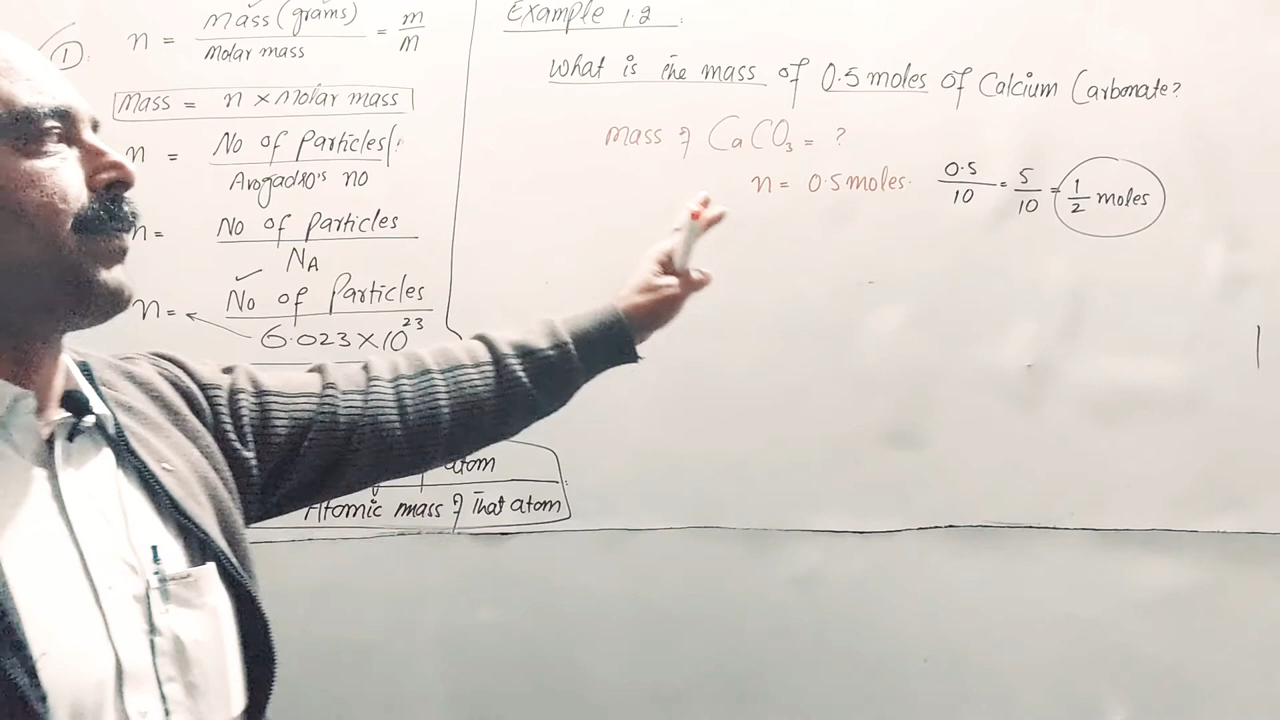 ①:
n = Mass (grams) / Molar mass = m / M
Mass = n × Molar mass
n = No of Particles / Avogadro's no
n = No of Particles / NA
n = No of Particles / 6.023 × 10²³
atom
Atomic mass of That atom
Example 1.2 :
What is the mass of 0.5 moles of Calcium Carbonate?
mass of CaCO₃ = ?
n = 0.5 moles. 0.5 / 10 = 5 / 10 = 1 / 2 moles